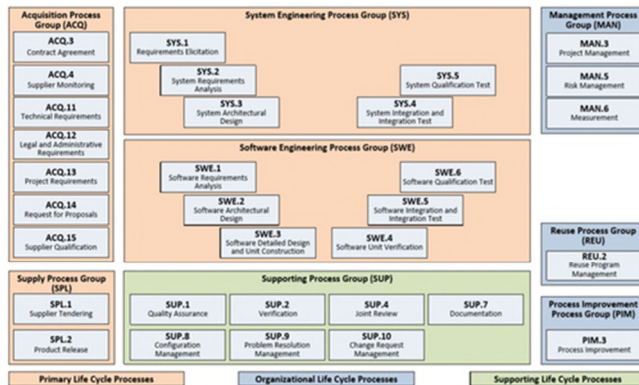 Acquisition Process
Group (ACQ)
ACQ.3
Contract Agreement
ACQ.4
Supplier Monitoring
ACQ.11
Technical Requirements
ACQ.12
Legal and Administrative
Requirements
ACQ.13
Project Requirements
ACQ.14
Request for Proposals
ACQ.15
Supplier Qualification
System Engineering Process Group (SYS)
SYS.1
Requirements Elicitation
SYS.2
System Requirements
Analysis
SYS.3
System Architectural
Design
SYS.5
System Qualification Test
SYS.4
System Integration and
Integration Test
Management Process
Group (MAN)
MAN.3
Project Management
MAN.5
Risk Management
MAN.6
Measurement
Software Engineering Process Group (SWE)
SWE.1
Software Requirements
Analysis
SWE.2
Software Architectural
Design
SWE.3
Software Detailed Design
and Unit Construction
SWE.6
Software Qualification Test
SWE.5
Software Integration and
Integration Test
SWE.4
Software Unit Verification
Reuse Process Group
(REU)
REU.2
Reuse Program
Management
Supply Process Group
(SPL)
SPL.1
Supplier Tendering
SPL.2
Product Release
Supporting Process Group (SUP)
SUP.1
Quality Assurance
SUP.2
Verification
SUP.4
Joint Review
SUP.7
Documentation
SUP.8
Configuration
Management
SUP.9
Problem Resolution
Management
SUP.10
Change Request
Management
Process Improvement
Process Group (PIM)
PIM.3
Process Improvement
Primary Life Cycle Processes
Organizational Life Cycle Processes
Supporting Life Cycle Processes